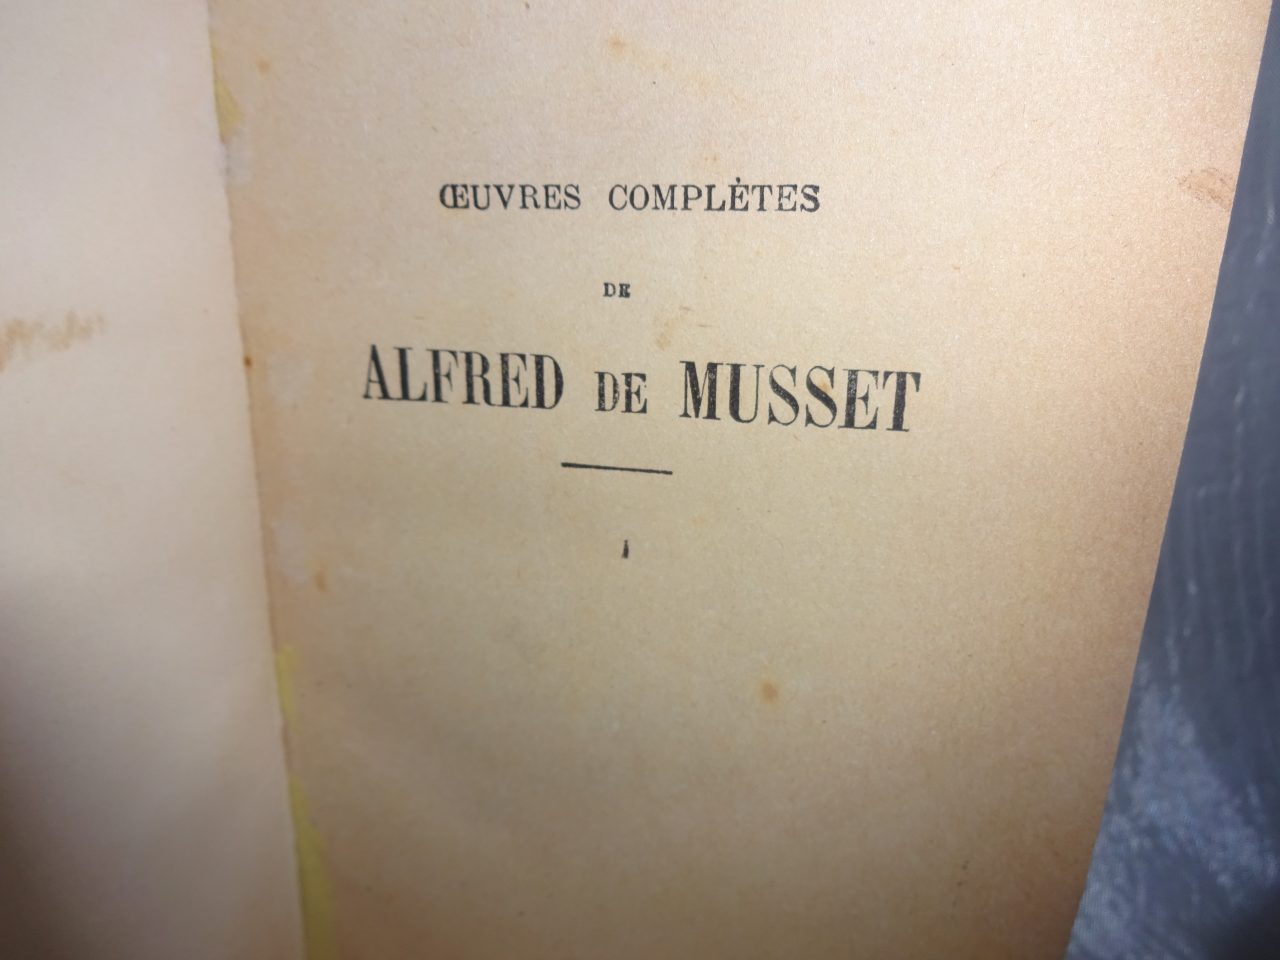 ŒUVRES COMPLÈTES
DE
ALFRED DE MUSSET
I